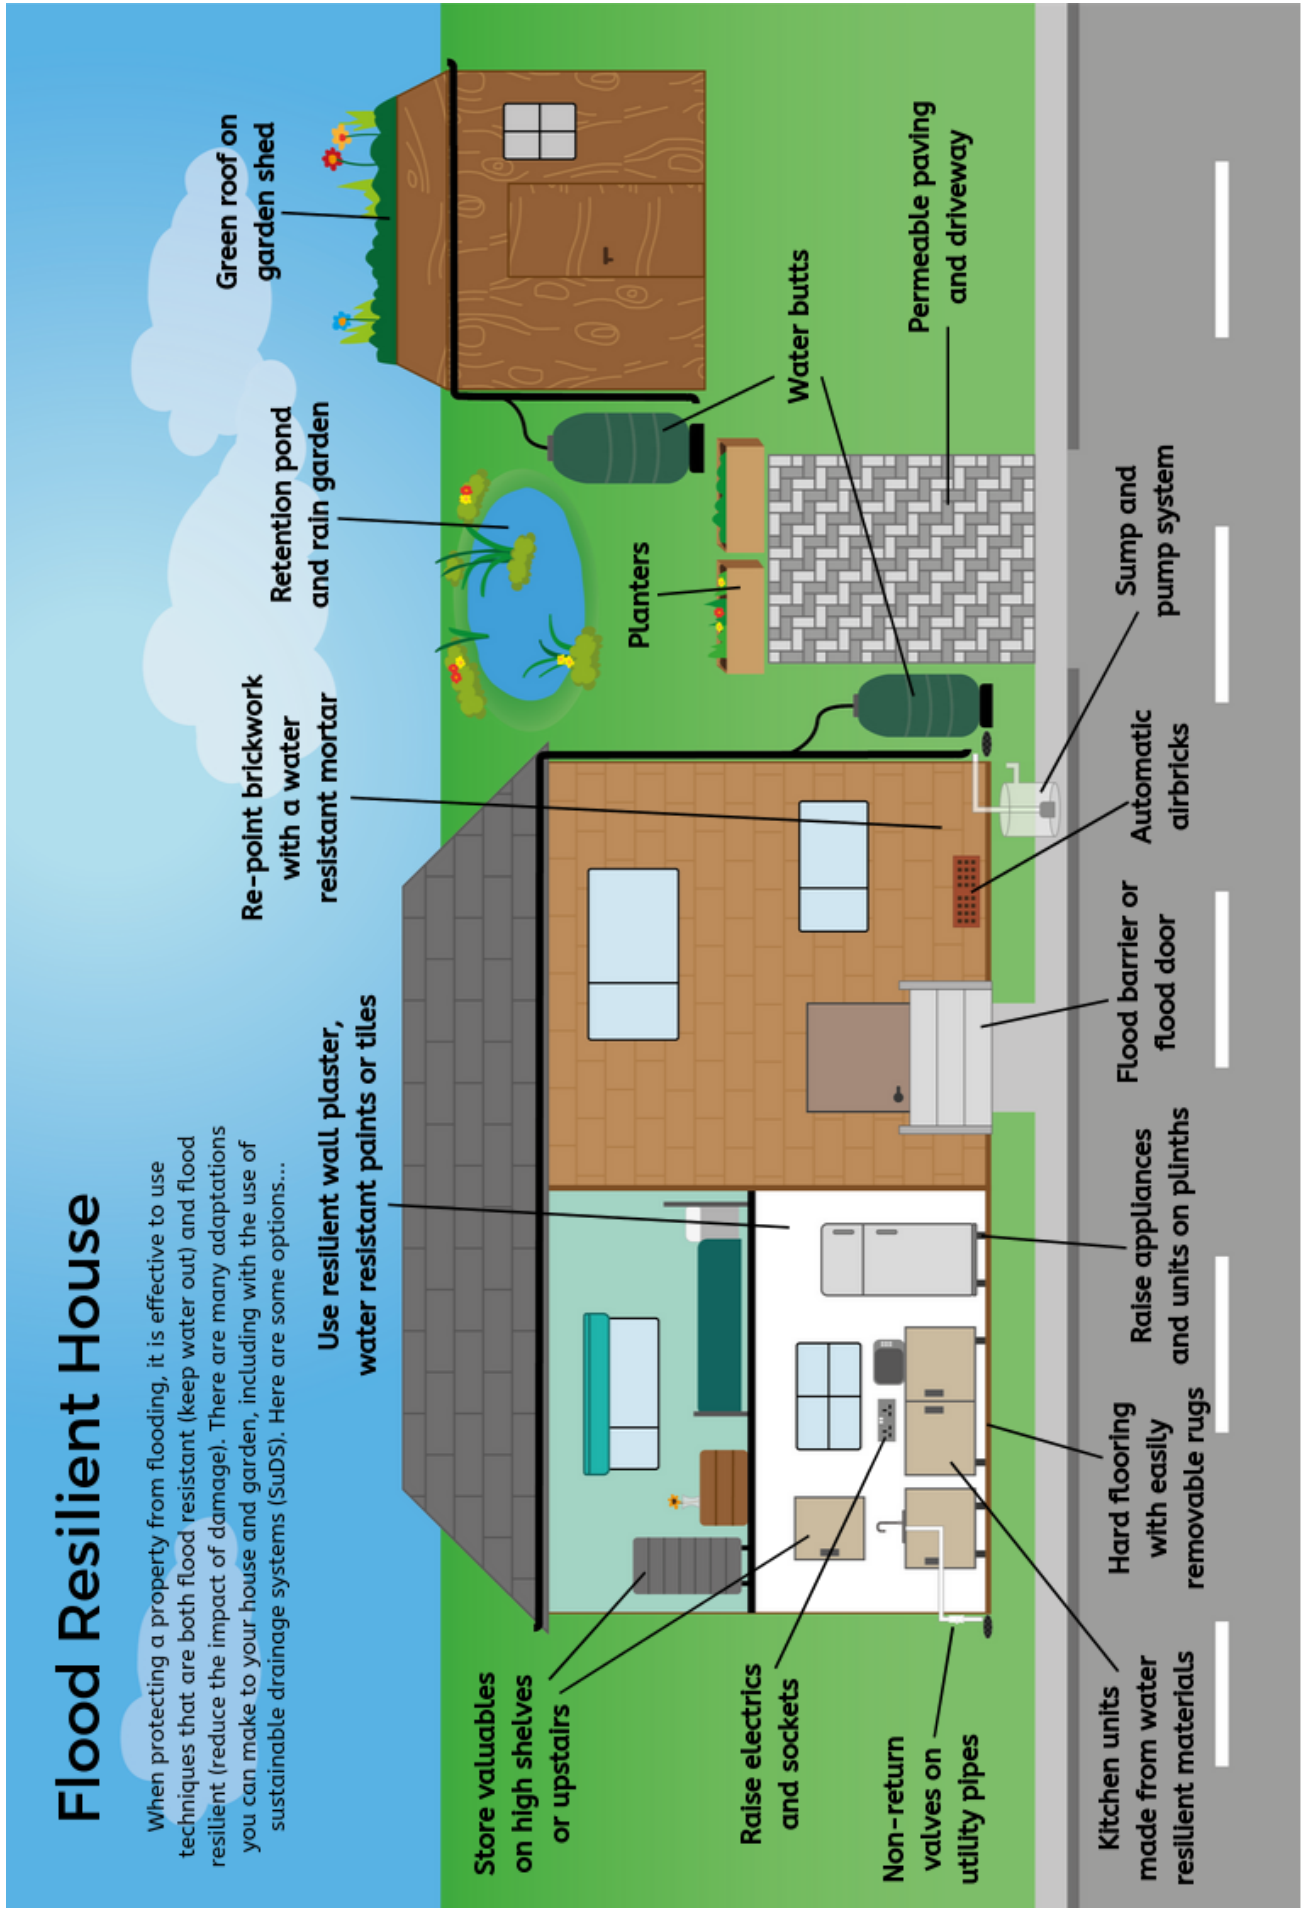 Flood Resilient House
When protecting a property from flooding, it is effective to use
techniques that are both flood resistant (keep water out) and flood
resilient (reduce the impact of damage). There are many adaptations
you can make to your house and garden, including with the use of
sustainable drainage systems (SuDS). Here are some options...
Use resilient wall plaster,
water resistant paints or tiles
Re-point brickwork
with a water
resistant mortar
Retention pond
and rain garden
Green roof on
garden shed
Store valuables
on high shelves
or upstairs
Planters
Water butts
Raise electrics
and sockets
Permeable paving
and driveway
Non-return
valves on
utility pipes
Kitchen units
made from water
resilient materials
Hard flooring
with easily
removable rugs
Raise appliances
and units on plinths
Flood barrier or
flood door
Automatic
airbricks
Sump and
pump system